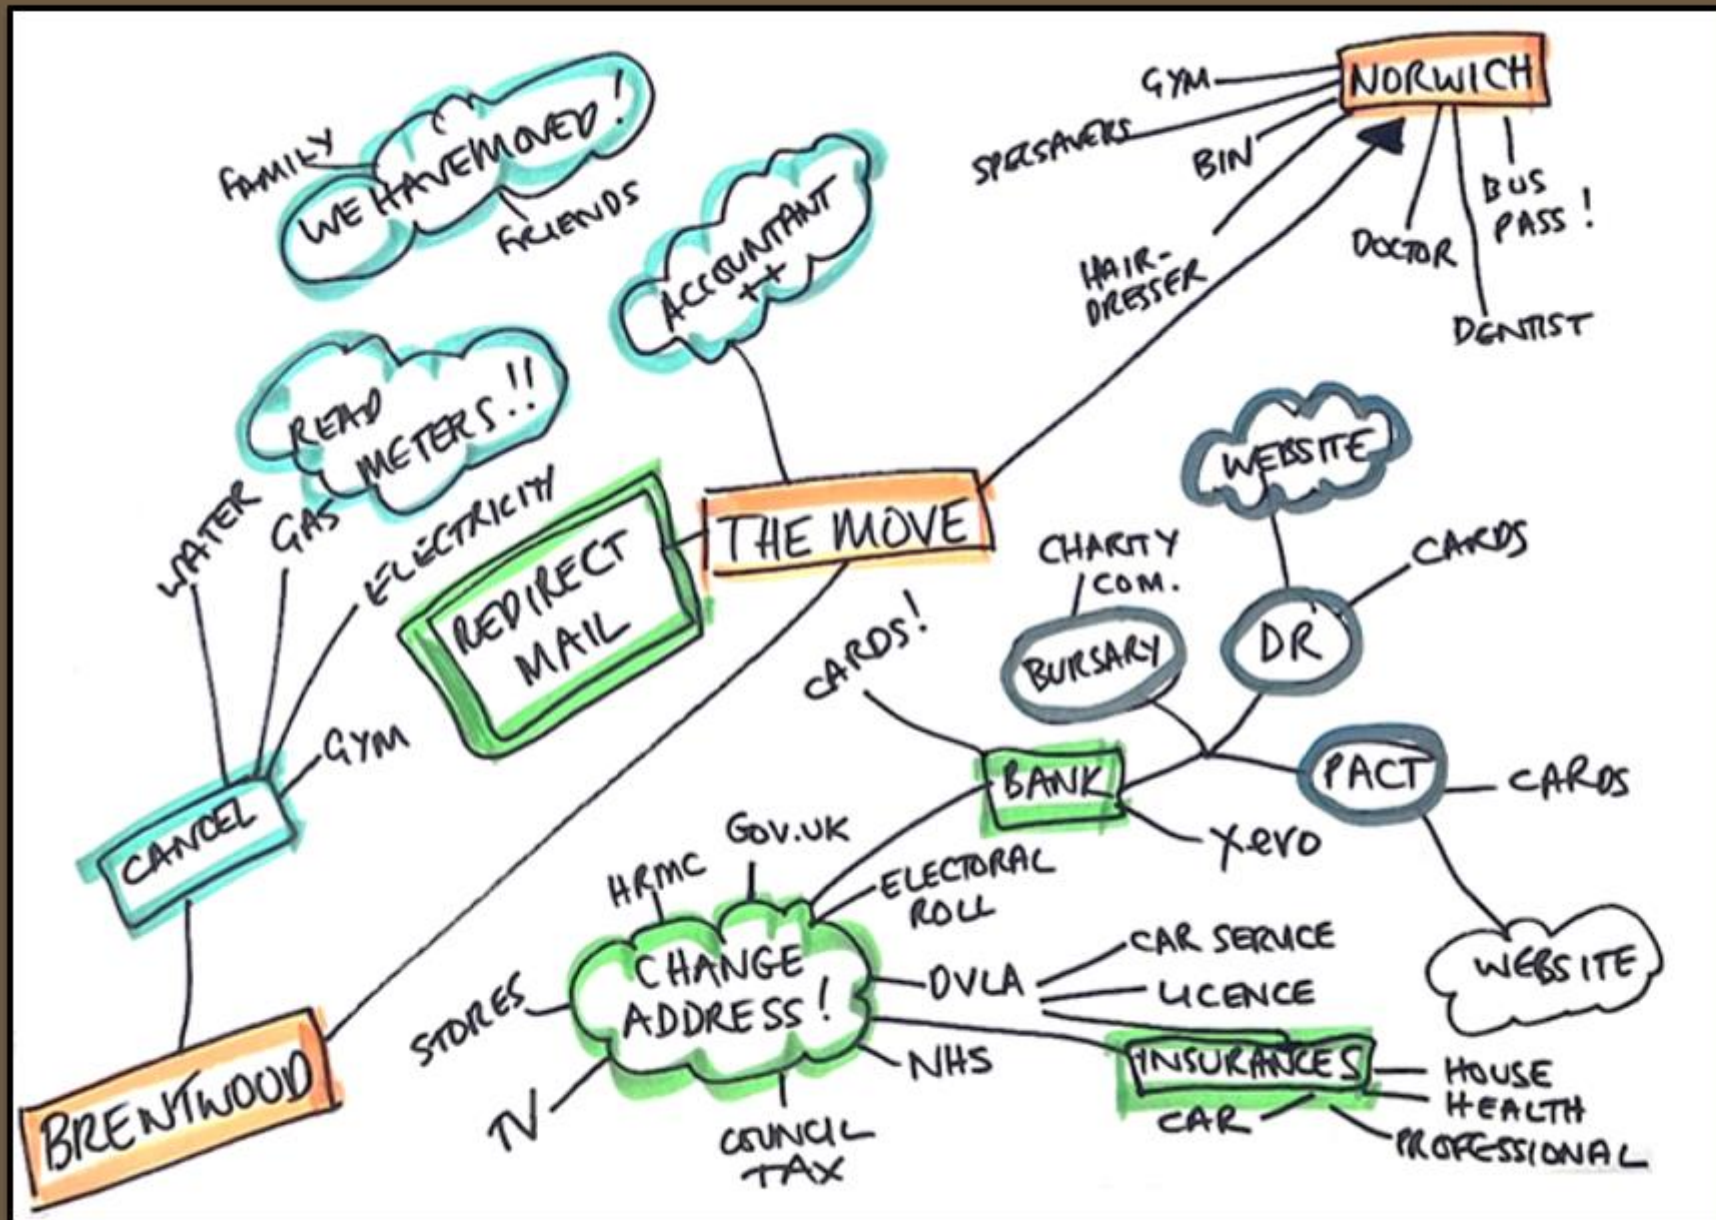 WE HAVE MOVED!
FAMILY
FRIENDS
ACCOUNTANT
++
NORWICH
GYM
SPECSAVERS
BIN
HAIR-
DRESSER
DOCTOR
BUS
PASS!
DENTIST
READ
METERS!!
WATER
GAS
ELECTRICITY
GYM
CANCEL
BRENTWOOD
REDIRECT
MAIL
THE MOVE
WEBSITE
CARDS
DR
CHARITY
COM.
BURSARY
PACT
CARDS
WEBSITE
CARDS!
BANK
Xero
GOV.UK
HRMC
ELECTORAL
ROLL
CHANGE
ADDRESS!
STORES
TV
COUNCIL
TAX
NHS
DVLA
CAR SERVICE
LICENCE
INSURANCES
HOUSE
HEALTH
CAR
PROFESSIONAL